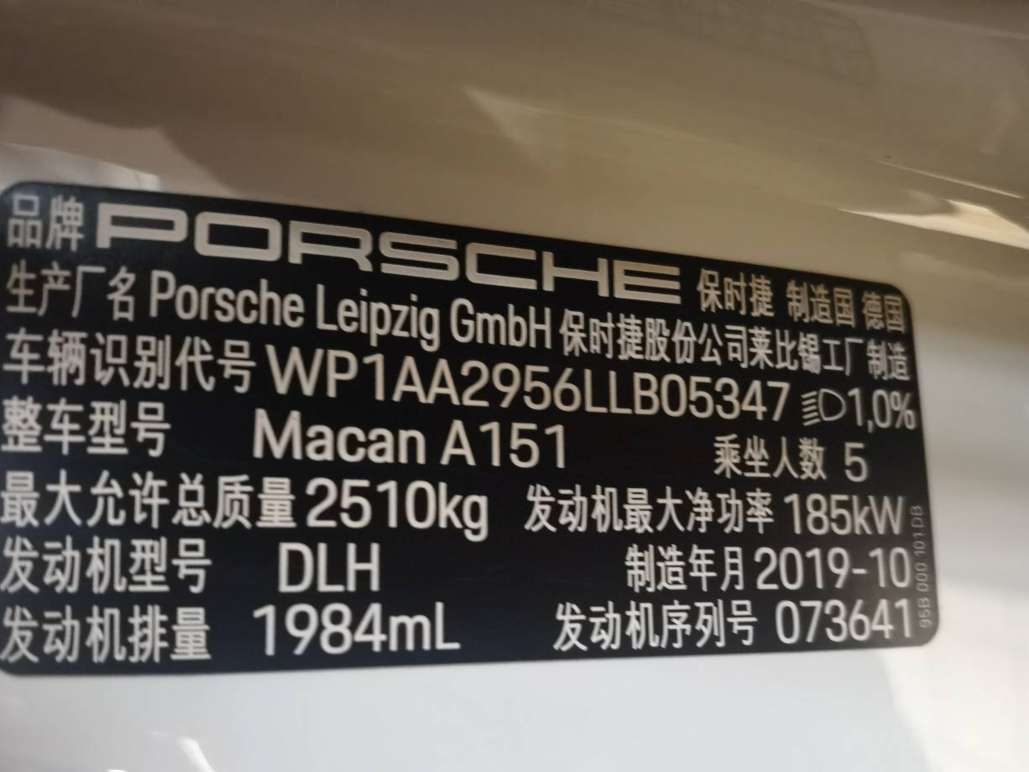 品牌 PORSCHE 保时捷 制造国 德国
生产厂名 Porsche Leipzig GmbH 保时捷股份公司莱比锡工厂制造
车辆识别代号 WP1AA2956LLB05347 1,0%
整车型号 Macan A151 乘坐人数 5
最大允许总质量 2510kg 发动机最大净功率 185kW
发动机型号 DLH 制造年月 2019-10
发动机排量 1984mL 发动机序列号 073641
95B 000 101.DB